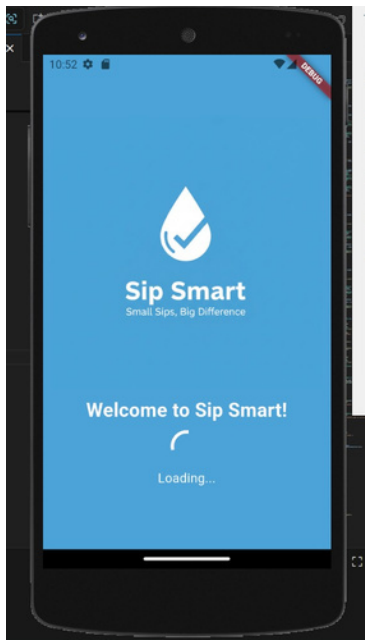 10:52
DEBUG
Sip Smart
Small Sips, Big Difference
Welcome to Sip Smart!
Loading...